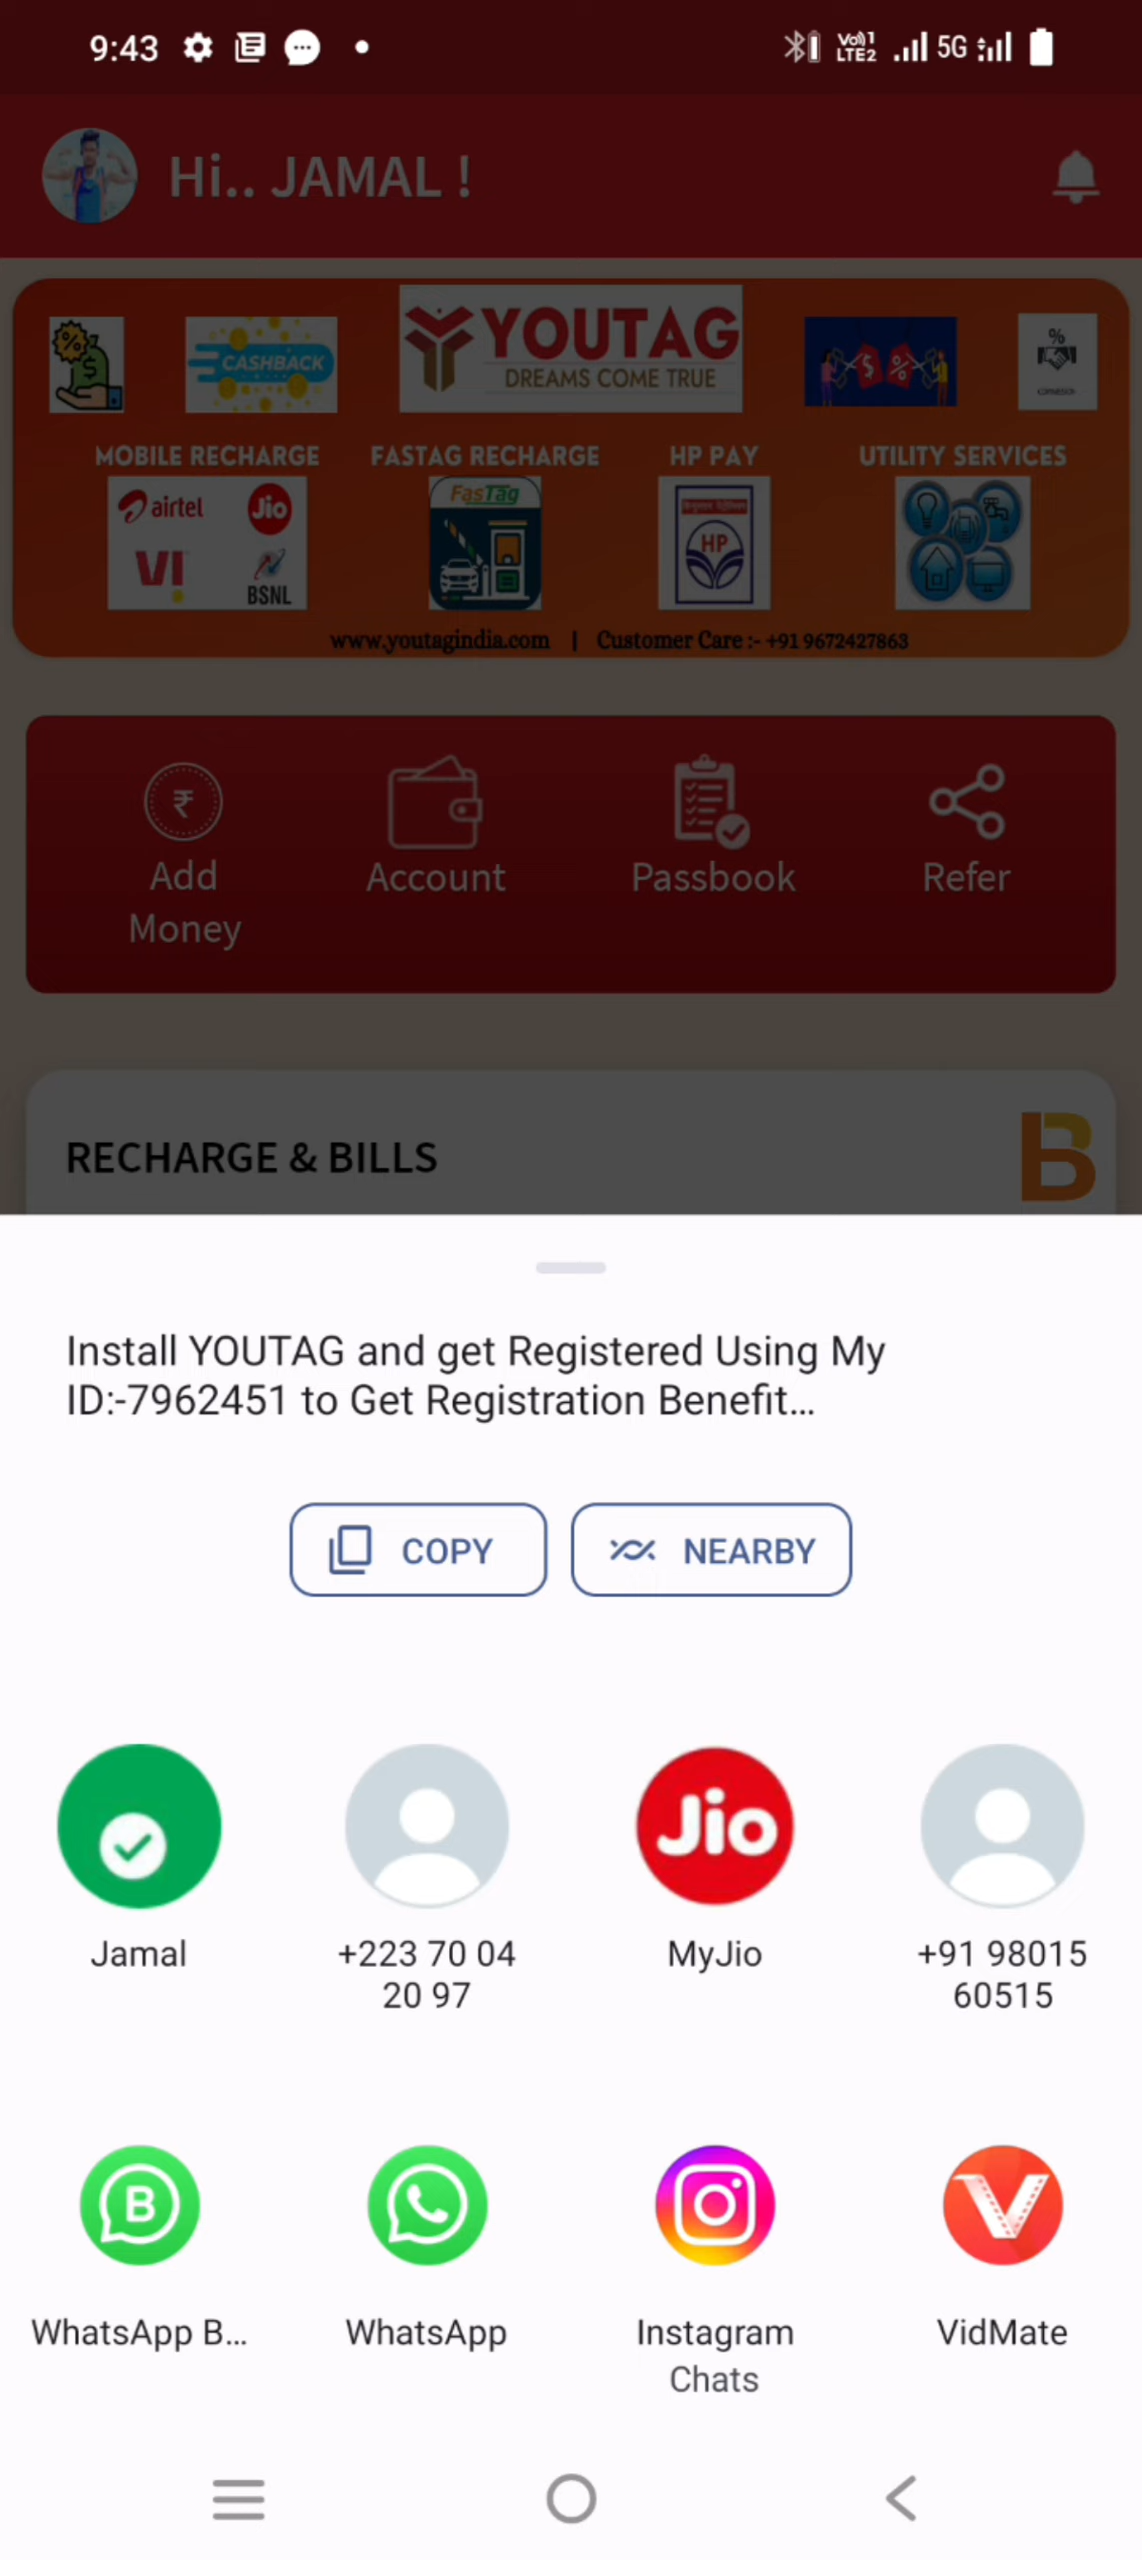 9:43
Vo)) 1
LTE2
5G
Hi.. JAMAL !
CASHBACK
YOUTAG
DREAMS COME TRUE
MOBILE RECHARGE
FASTAG RECHARGE
HP PAY
UTILITY SERVICES
airtel
Jio
VI
BSNL
FasTag
HP
www.youtagindia.com | Customer Care :- +91 9672427863
Add
Money
Account
Passbook
Refer
RECHARGE & BILLS
B
Install YOUTAG and get Registered Using My
ID:-7962451 to Get Registration Benefit...
COPY
NEARBY
Jio
Jamal
+223 70 04
20 97
MyJio
+91 98015
60515
B
WhatsApp B...
WhatsApp
Instagram
Chats
VidMate